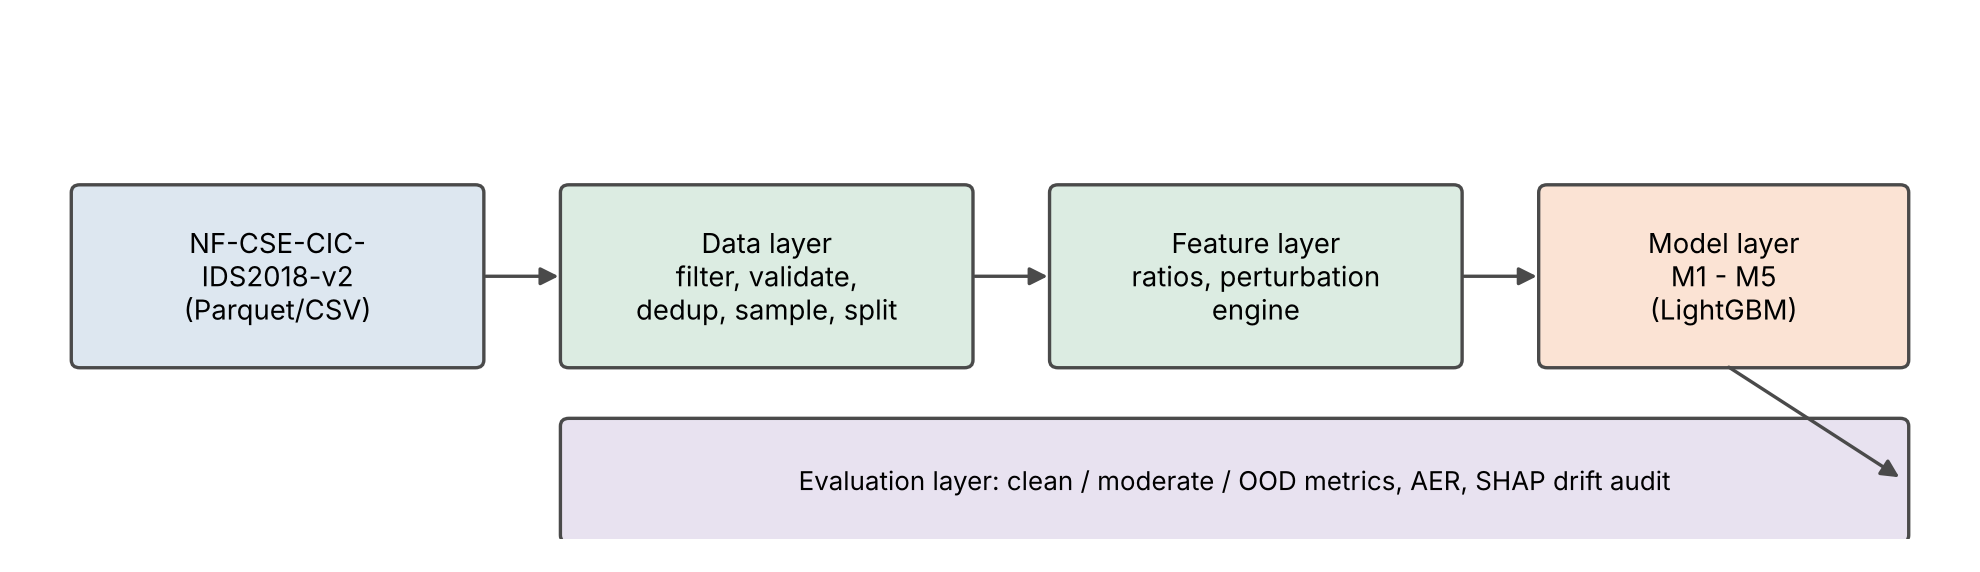 NF-CSE-CIC-
IDS2018-v2
(Parquet/CSV)
Data layer
filter, validate,
dedup, sample, split
Feature layer
ratios, perturbation
engine
Model layer
M1 - M5
(LightGBM)
Evaluation layer: clean / moderate / OOD metrics, AER, SHAP drift audit